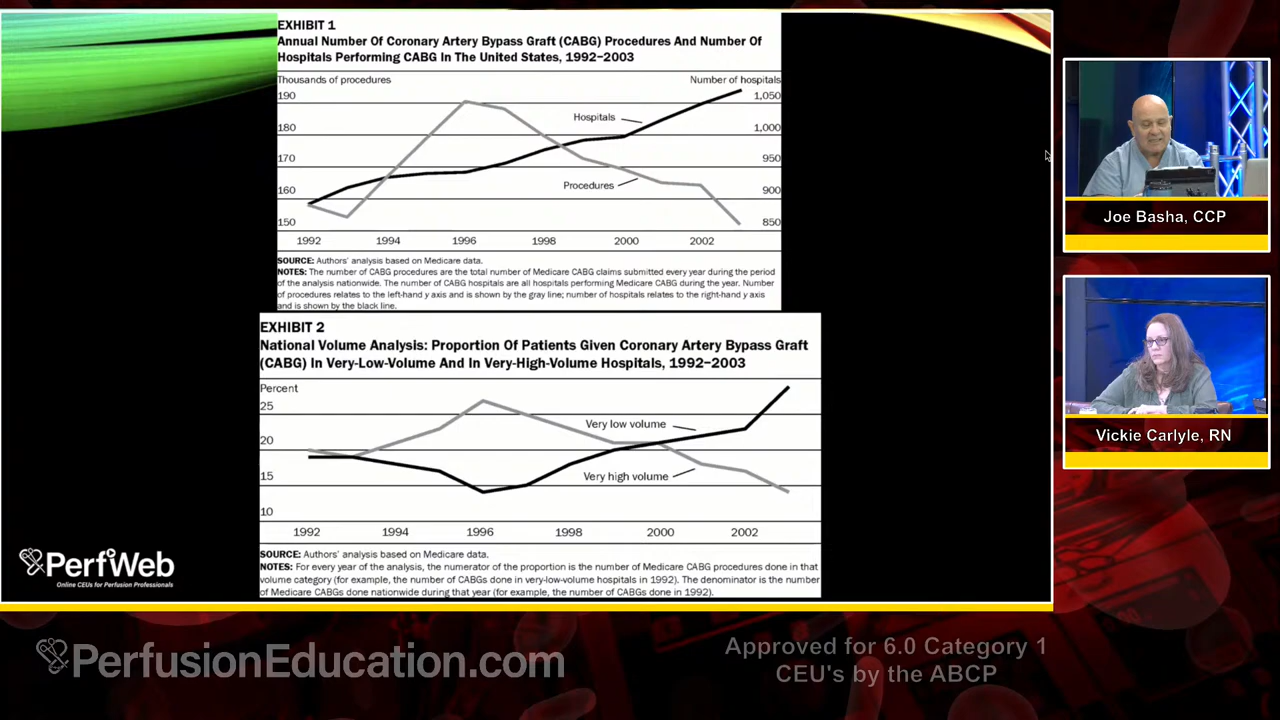 EXHIBIT 1
Annual Number Of Coronary Artery Bypass Graft (CABG) Procedures And Number Of
Hospitals Performing CABG In The United States, 1992–2003
Thousands of procedures
Number of hospitals
190
1,050
Hospitals
180
1,000
170
950
Procedures
160
900
150
850
1992
1994
1996
1998
2000
2002
SOURCE: Authors' analysis based on Medicare data.
NOTES: The number of CABG procedures are the total number of Medicare CABG claims submitted every year during the period
of the analysis nationwide. The number of CABG hospitals are all hospitals performing Medicare CABG during the year. Number
of procedures relates to the left-hand y axis and is shown by the gray line; number of hospitals relates to the right-hand y axis
and is shown by the black line.
EXHIBIT 2
National Volume Analysis: Proportion Of Patients Given Coronary Artery Bypass Graft
(CABG) In Very-Low-Volume And In Very-High-Volume Hospitals, 1992–2003
Percent
25
Very low volume
20
Very high volume
15
10
1992
1994
1996
1998
2000
2002
SOURCE: Authors' analysis based on Medicare data.
NOTES: For every year of the analysis, the numerator of the proportion is the number of Medicare CABG procedures done in that
volume category (for example, the number of CABGs done in very-low-volume hospitals in 1992). The denominator is the number
of Medicare CABGs done nationwide during that year (for example, the number of CABGs done in 1992).
PerfWeb
Online CEUs for Perfusion Professionals
Joe Basha, CCP
Vickie Carlyle, RN
PerfusionEducation.com
Approved for 6.0 Category 1
CEU's by the ABCP